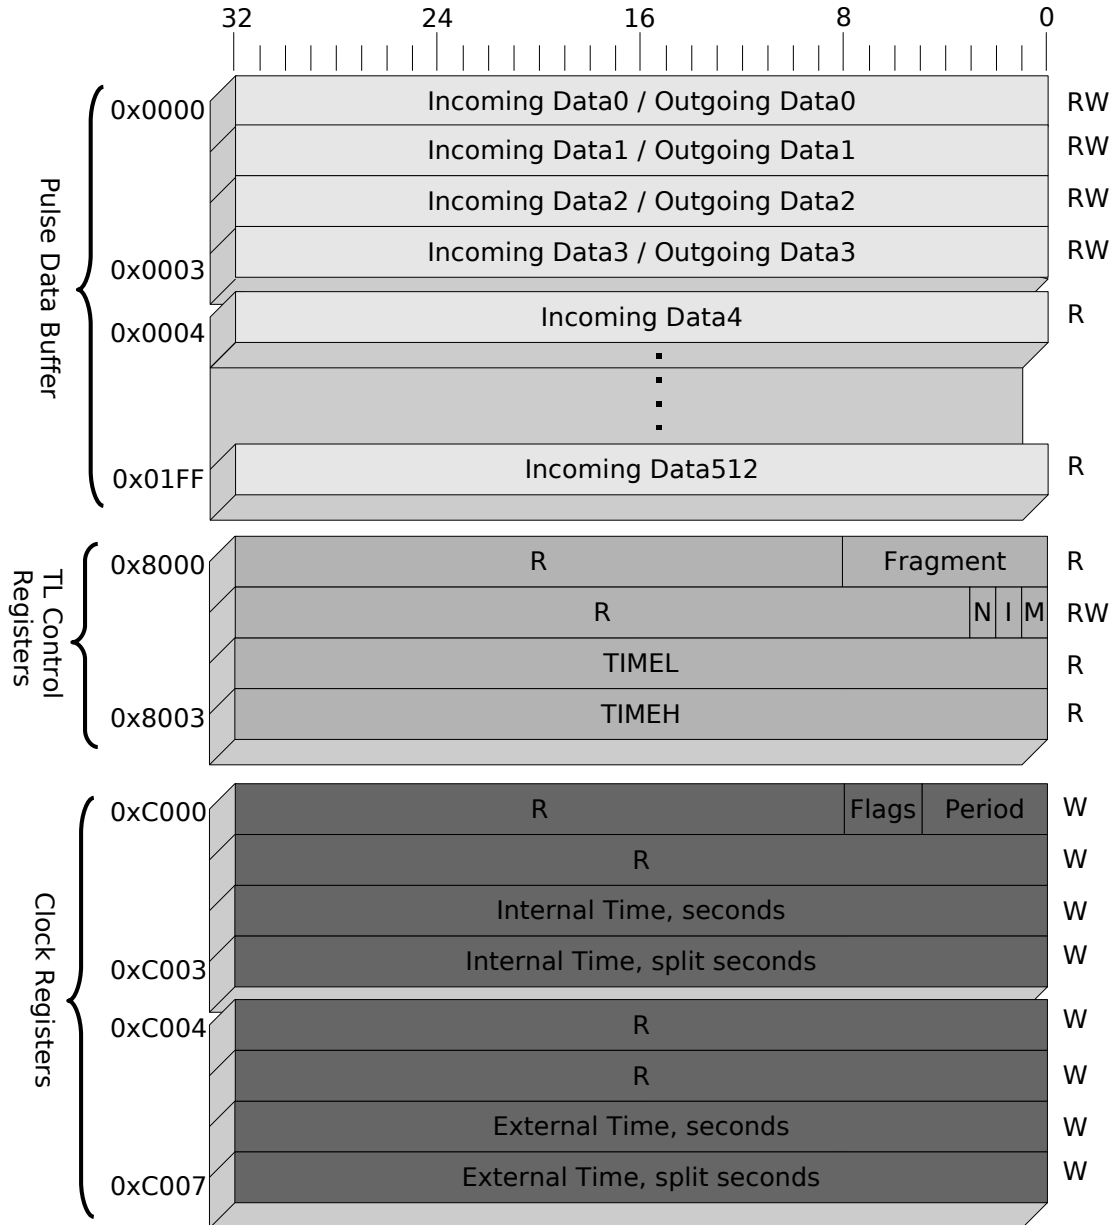 32 24 16 8 0
Pulse Data Buffer
0x0000 Incoming Data0 / Outgoing Data0 RW
Incoming Data1 / Outgoing Data1 RW
Incoming Data2 / Outgoing Data2 RW
0x0003 Incoming Data3 / Outgoing Data3 RW
0x0004 Incoming Data4 R
0x01FF Incoming Data512 R
TL Control
Registers
0x8000 R Fragment R
R N I M RW
TIMEL R
0x8003 TIMEH R
Clock Registers
0xC000 R Flags Period W
R W
Internal Time, seconds W
0xC003 Internal Time, split seconds W
0xC004 R W
R W
External Time, seconds W
0xC007 External Time, split seconds W